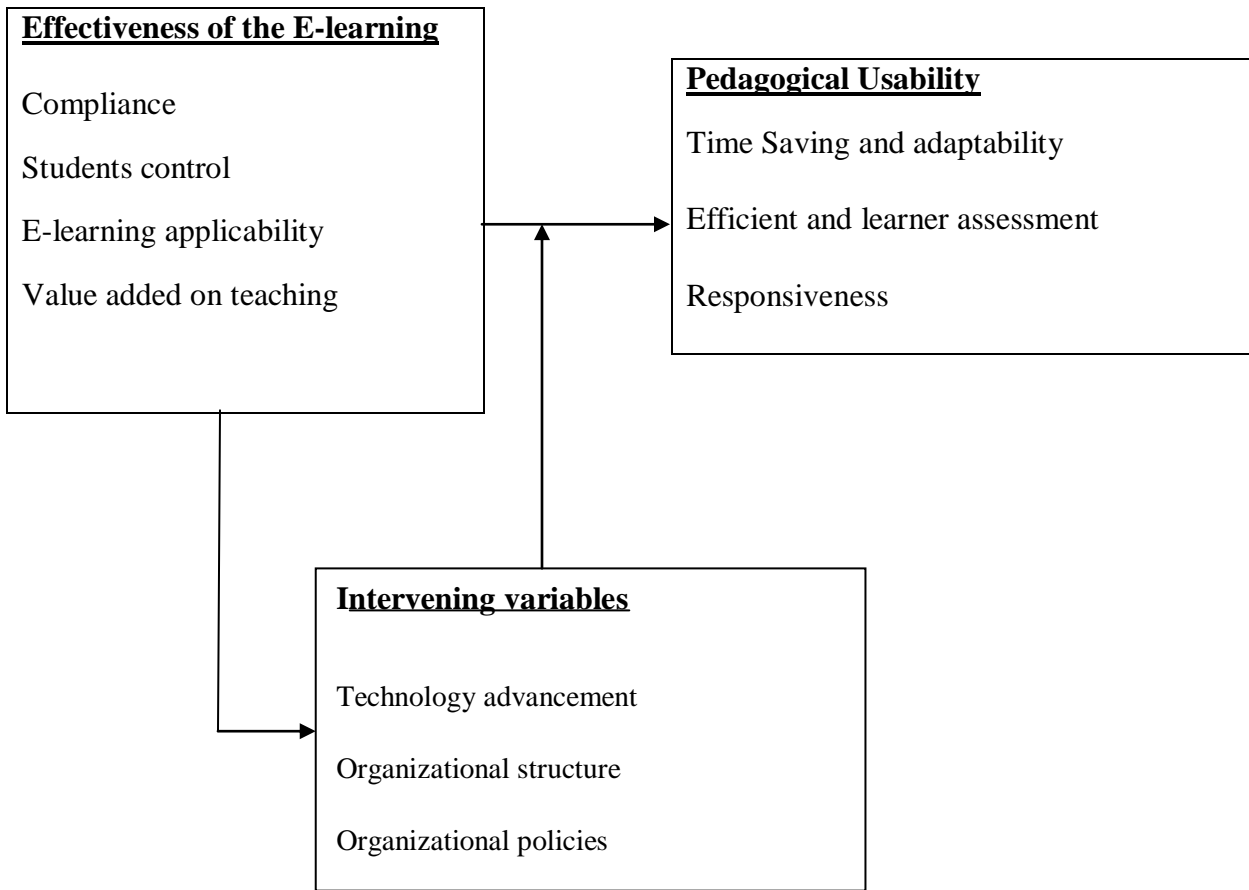 Effectiveness of the E-learning
Compliance
Students control
E-learning applicability
Value added on teaching
Pedagogical Usability
Time Saving and adaptability
Efficient and learner assessment
Responsiveness
Intervening variables
Technology advancement
Organizational structure
Organizational policies